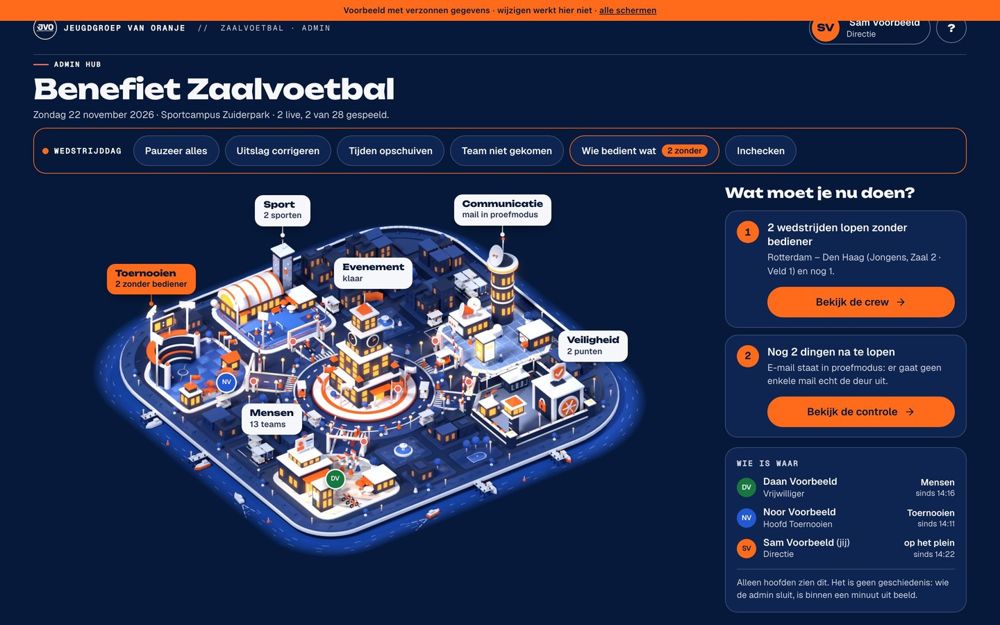 Voorbeeld met verzonnen gegevens · wijzigen werkt hier niet · alle schermen
JVO JEUGDGROEP VAN ORANJE // ZAALVOETBAL · ADMIN
SV Sam Voorbeeld
Directie
?
ADMIN HUB
Benefiet Zaalvoetbal
Zondag 22 november 2026 · Sportcampus Zuiderpark · 2 live, 2 van 28 gespeeld.
WEDSTRIJDDAG Pauzeer alles Uitslag corrigeren Tijden opschuiven Team niet gekomen Wie bedient wat 2 zonder Inchecken
Sport
2 sporten
Communicatie
mail in proefmodus
Toernooien
2 zonder bediener
Evenement
klaar
Veiligheid
2 punten
NV
Mensen
13 teams
DV
Wat moet je nu doen?
1 2 wedstrijden lopen zonder
bediener
Rotterdam – Den Haag (Jongens, Zaal 2 ·
Veld 1) en nog 1.
Bekijk de crew →
2 Nog 2 dingen na te lopen
E-mail staat in proefmodus: er gaat geen
enkele mail echt de deur uit.
Bekijk de controle →
WIE IS WAAR
DV Daan Voorbeeld Mensen
Vrijwilliger sinds 14:16
NV Noor Voorbeeld Toernooien
Hoofd Toernooien sinds 14:11
SV Sam Voorbeeld (jij) op het plein
Directie sinds 14:22
Alleen hoofden zien dit. Het is geen geschiedenis: wie
de admin sluit, is binnen een minuut uit beeld.